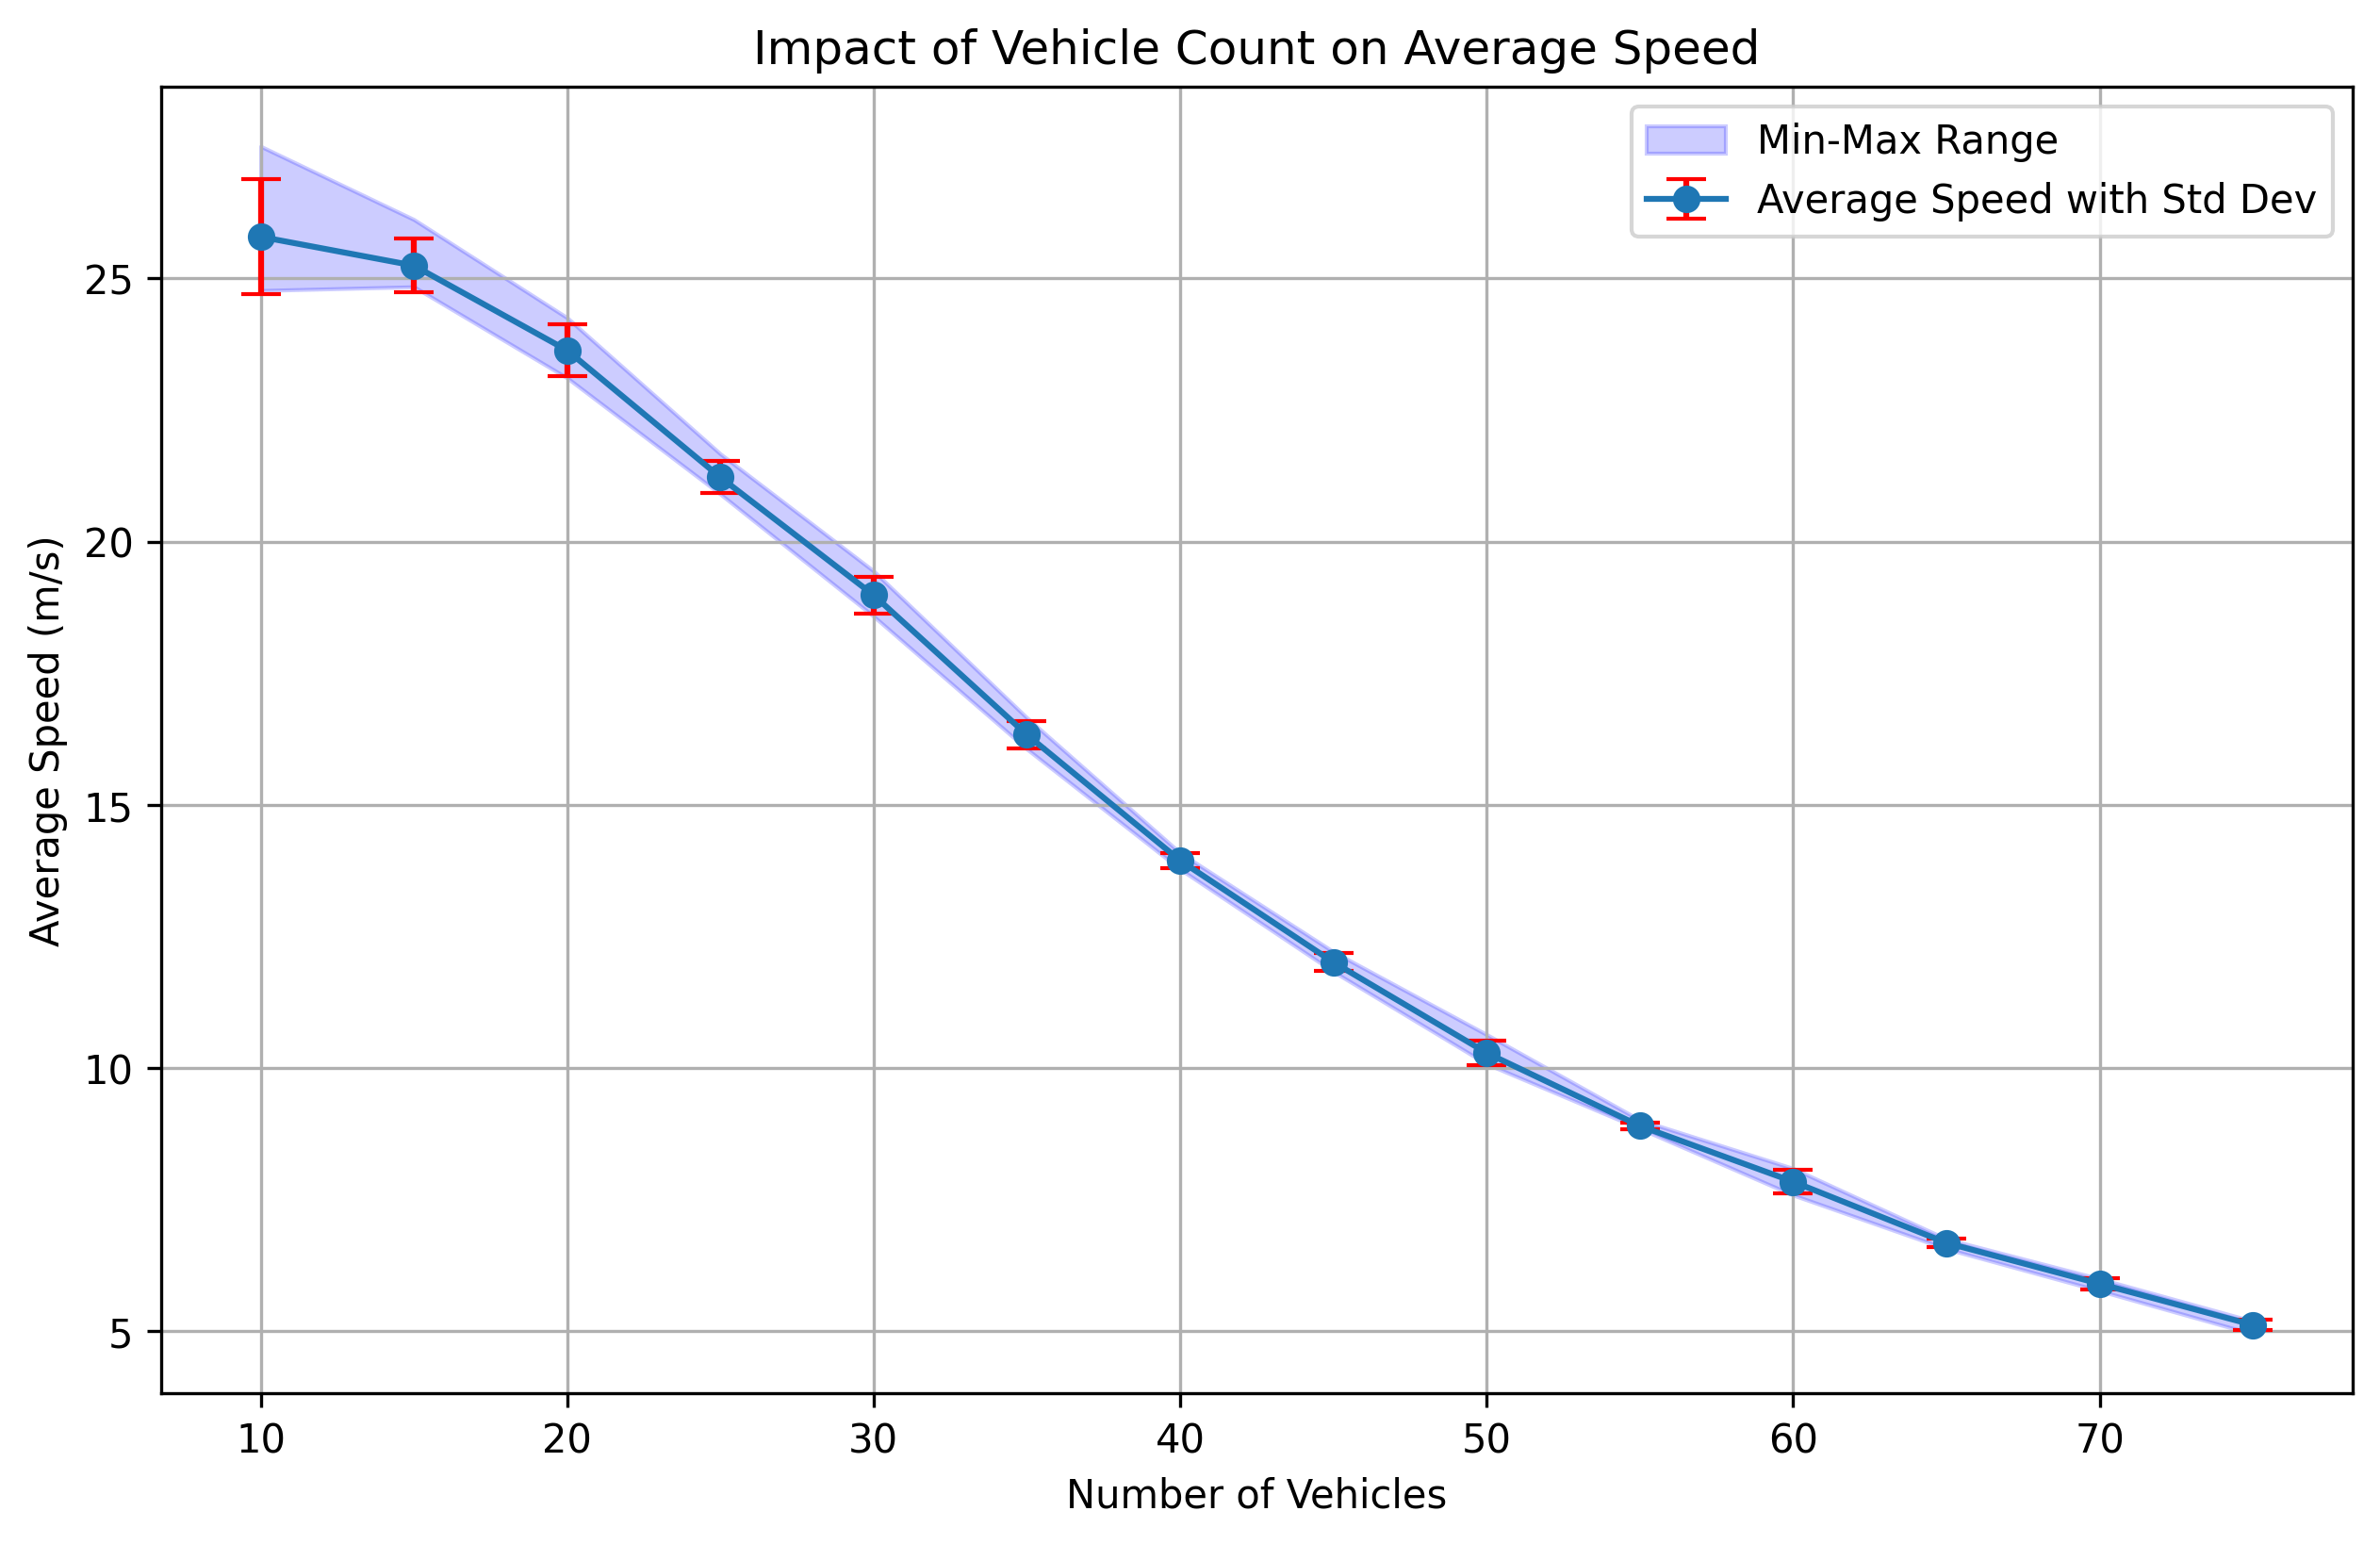 Impact of Vehicle Count on Average Speed
Min-Max Range
Average Speed with Std Dev
Average Speed (m/s)
25
20
15
10
5
10 20 30 40 50 60 70
Number of Vehicles